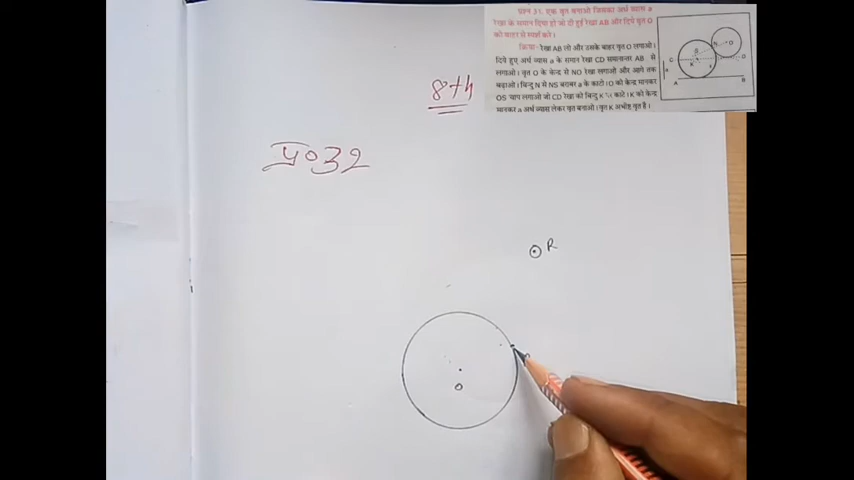 प्रश्न 31. एक वृत बनाओ जिसका अर्ध व्यास a
रेखा के समान दिया हो जो दी हुई रेखा AB और दिये वृत O
को बाहर से स्पर्श करे।
क्रिया- रेखा AB लो और उसके बाहर वृत O लगाओ।
दिये हुए अर्ध व्यास a के समान रेखा CD समानान्तर AB से
लगाओ। वृत O के केन्द्र से NO रेखा लगाओ और आगे तक
बढ़ाओ। बिन्दु N से NS बराबर a के काटो। O को केन्द्र मानकर
OS चाप लगाओ जो CD रेखा को बिन्दु K पर काटे। K को केन्द्र
मानकर a अर्ध व्यास लेकर वृत बनाओ। वृत K अभीष्ट वृत है।
S
N
O
C
K
D
a
A
B
8th
प्र० 32
R
O